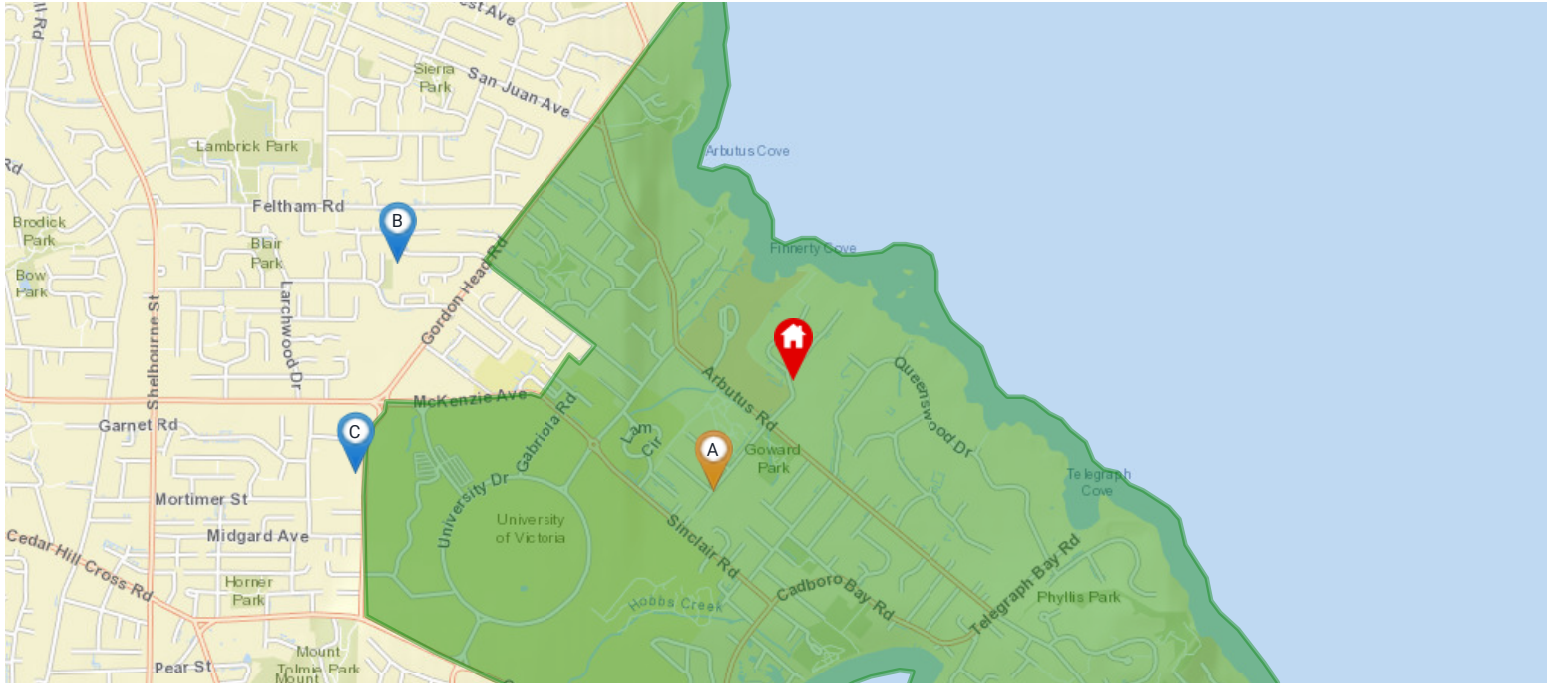 San Juan Ave
Sierra
Park
Arbutus Cove
Lambrick Park
Rd
Feltham Rd
B
Brodick
Park
Blair
Park
Finnerty Cove
Bow
Park
Gordon Head Rd
Larchwood Dr
Shelbourne St
McKenzie Ave
Arbutus Rd
Queenswood Dr
Garnet Rd
C
Gabriola Rd
Lam
Cir
A
Goward
Park
Telegraph
Cove
Mortimer St
University Dr
University
of Victoria
Midgard Ave
Sinclair Rd
Cedar Hill Cross Rd
Horner
Park
Cadboro Bay Rd
Telegraph Bay Rd
Phyllis Park
Hobbs Creek
Mount
Tolmie Park
Pear St
Mount